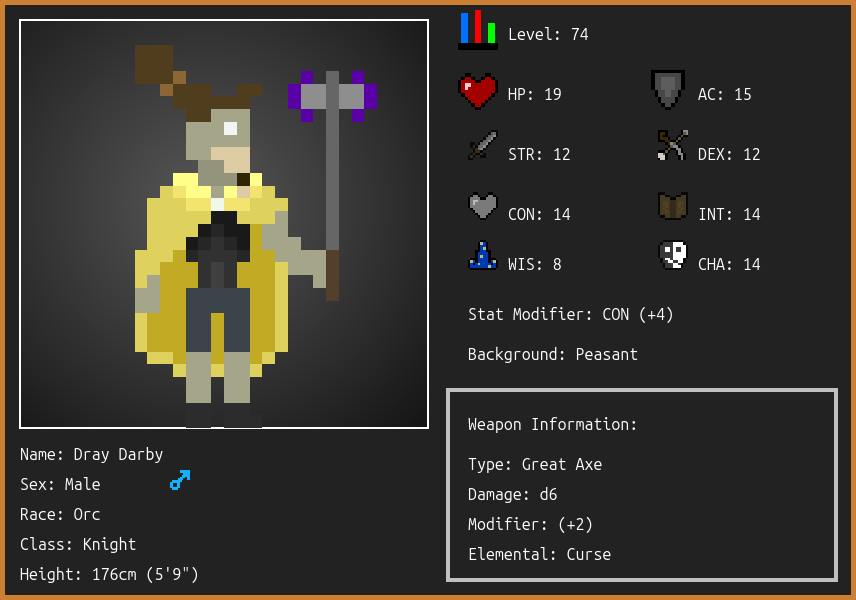 Level: 74
HP: 19
AC: 15
STR: 12
DEX: 12
CON: 14
INT: 14
WIS: 8
CHA: 14
Stat Modifier: CON (+4)
Background: Peasant
Weapon Information:
Type: Great Axe
Damage: d6
Modifier: (+2)
Elemental: Curse
Name: Dray Darby
Sex: Male
Race: Orc
Class: Knight
Height: 176cm (5'9")